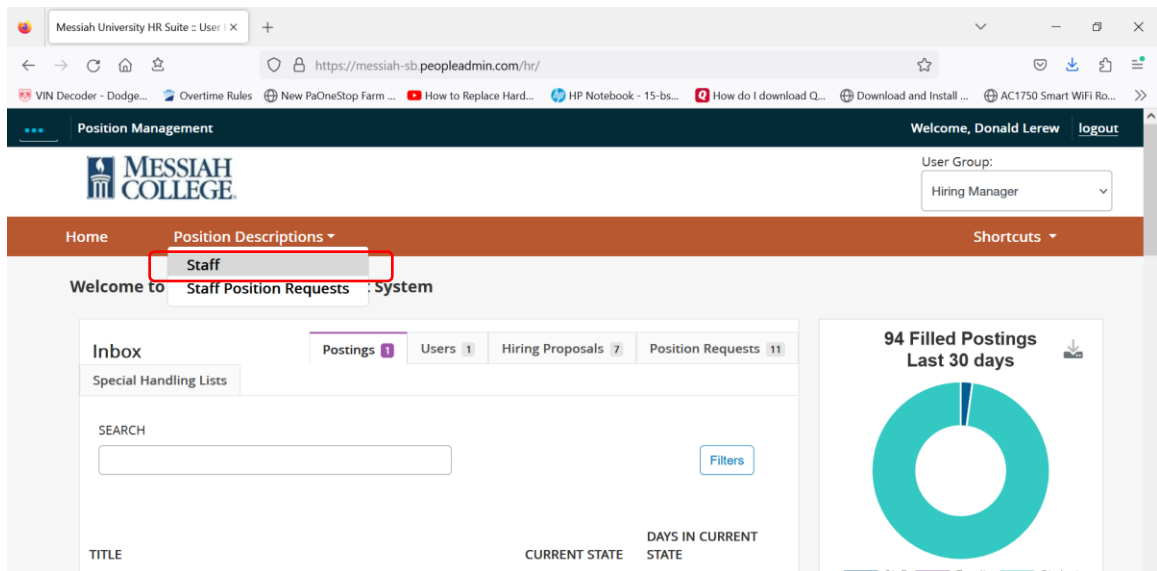 Messiah University HR Suite :: User
https://messiah-sb.peopleadmin.com/hr/
VIN Decoder - Dodge... Overtime Rules New PaOneStop Farm ... How to Replace Hard... HP Notebook - 15-bs... How do I download Q... Download and Install ... AC1750 Smart WiFi Ro...
Position Management Welcome, Donald Lerew logout
MESSIAH
COLLEGE.
User Group:
Hiring Manager
Home Position Descriptions Shortcuts
Staff
Welcome to Staff Position Requests System
Inbox Postings 1 Users 1 Hiring Proposals 7 Position Requests 11
Special Handling Lists
94 Filled Postings
Last 30 days
SEARCH
Filters
TITLE CURRENT STATE DAYS IN CURRENT
STATE